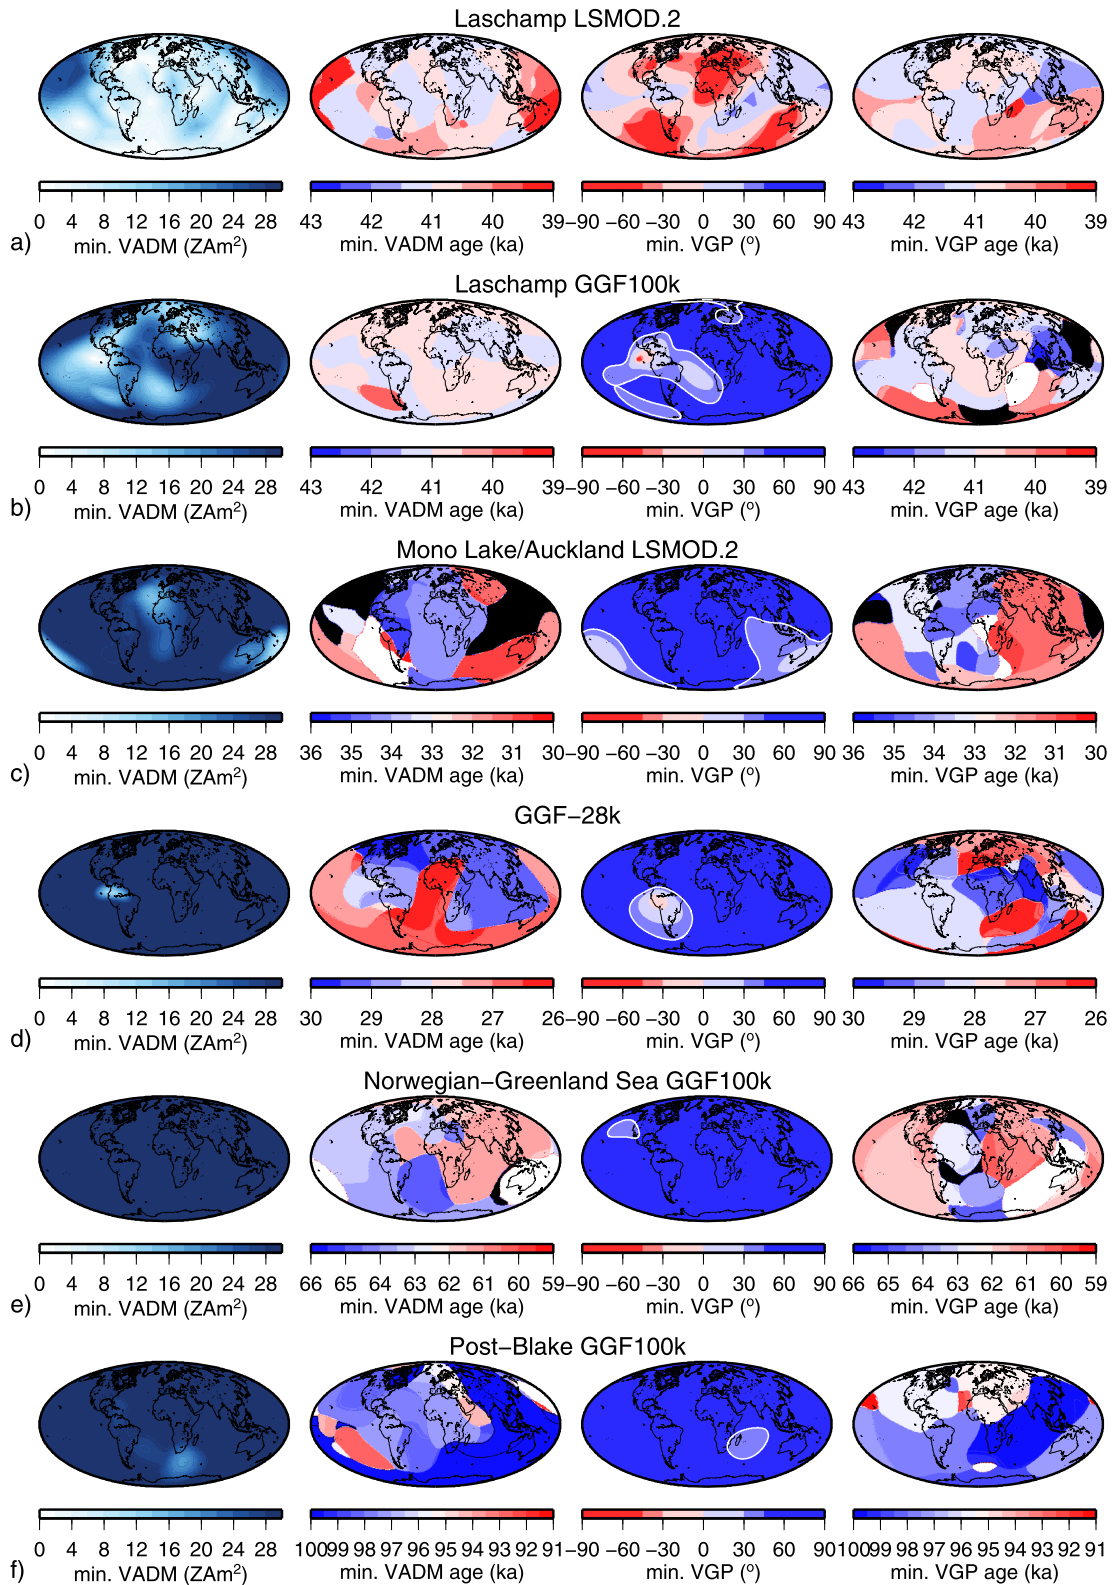 Laschamp LSMOD.2
0 4 8 12 16 20 24 28 43 42 41 40 39 −90 −60 −30 0 30 60 90 43 42 41 40 39
a) min. VADM (ZAm²) min. VADM age (ka) min. VGP (º) min. VGP age (ka)
Laschamp GGF100k
0 4 8 12 16 20 24 28 43 42 41 40 39 −90 −60 −30 0 30 60 90 43 42 41 40 39
b) min. VADM (ZAm²) min. VADM age (ka) min. VGP (º) min. VGP age (ka)
Mono Lake/Auckland LSMOD.2
0 4 8 12 16 20 24 28 36 35 34 33 32 31 30 −90 −60 −30 0 30 60 90 36 35 34 33 32 31 30
c) min. VADM (ZAm²) min. VADM age (ka) min. VGP (º) min. VGP age (ka)
GGF−28k
0 4 8 12 16 20 24 28 30 29 28 27 26 −90 −60 −30 0 30 60 90 30 29 28 27 26
d) min. VADM (ZAm²) min. VADM age (ka) min. VGP (º) min. VGP age (ka)
Norwegian−Greenland Sea GGF100k
0 4 8 12 16 20 24 28 66 65 64 63 62 61 60 59 −90 −60 −30 0 30 60 90 66 65 64 63 62 61 60 59
e) min. VADM (ZAm²) min. VADM age (ka) min. VGP (º) min. VGP age (ka)
Post−Blake GGF100k
0 4 8 12 16 20 24 28 100 99 98 97 96 95 94 93 92 91 −90 −60 −30 0 30 60 90 100 99 98 97 96 95 94 93 92 91
f) min. VADM (ZAm²) min. VADM age (ka) min. VGP (º) min. VGP age (ka)